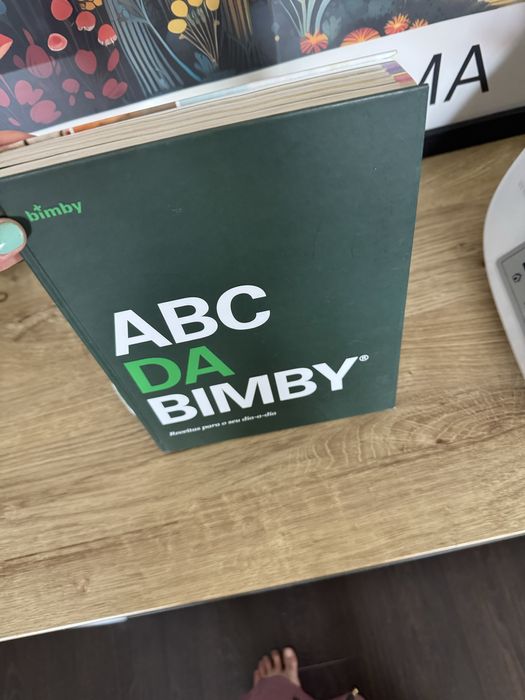 MA
bimby
ABC
DA
BIMBY®
Receitas para o seu dia-a-dia